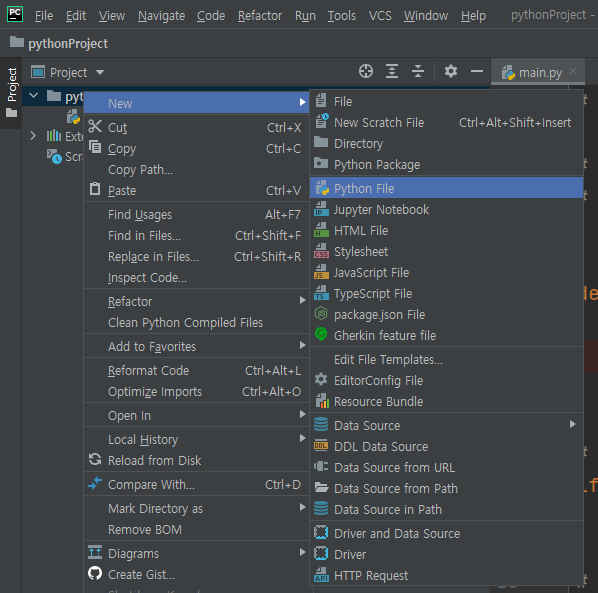 PC File Edit View Navigate Code Refactor Run Tools VCS Window Help pythonProject -
pythonProject
Project
Project main.py
New
Cut Ctrl+X
Copy Ctrl+C
Copy Path...
Paste Ctrl+V
Find Usages Alt+F7
Find in Files... Ctrl+Shift+F
Replace in Files... Ctrl+Shift+R
Inspect Code...
Refactor
Clean Python Compiled Files
Add to Favorites
Reformat Code Ctrl+Alt+L
Optimize Imports Ctrl+Alt+O
Open In
Local History
Reload from Disk
Compare With... Ctrl+D
Mark Directory as
Remove BOM
Diagrams
Create Gist...
File
New Scratch File Ctrl+Alt+Shift+Insert
Directory
Python Package
Python File
Jupyter Notebook
HTML File
Stylesheet
JavaScript File
TypeScript File
package.json File
Gherkin feature file
Edit File Templates...
EditorConfig File
Resource Bundle
Data Source
DDL Data Source
Data Source from URL
Data Source from Path
Data Source in Path
Driver and Data Source
Driver
HTTP Request